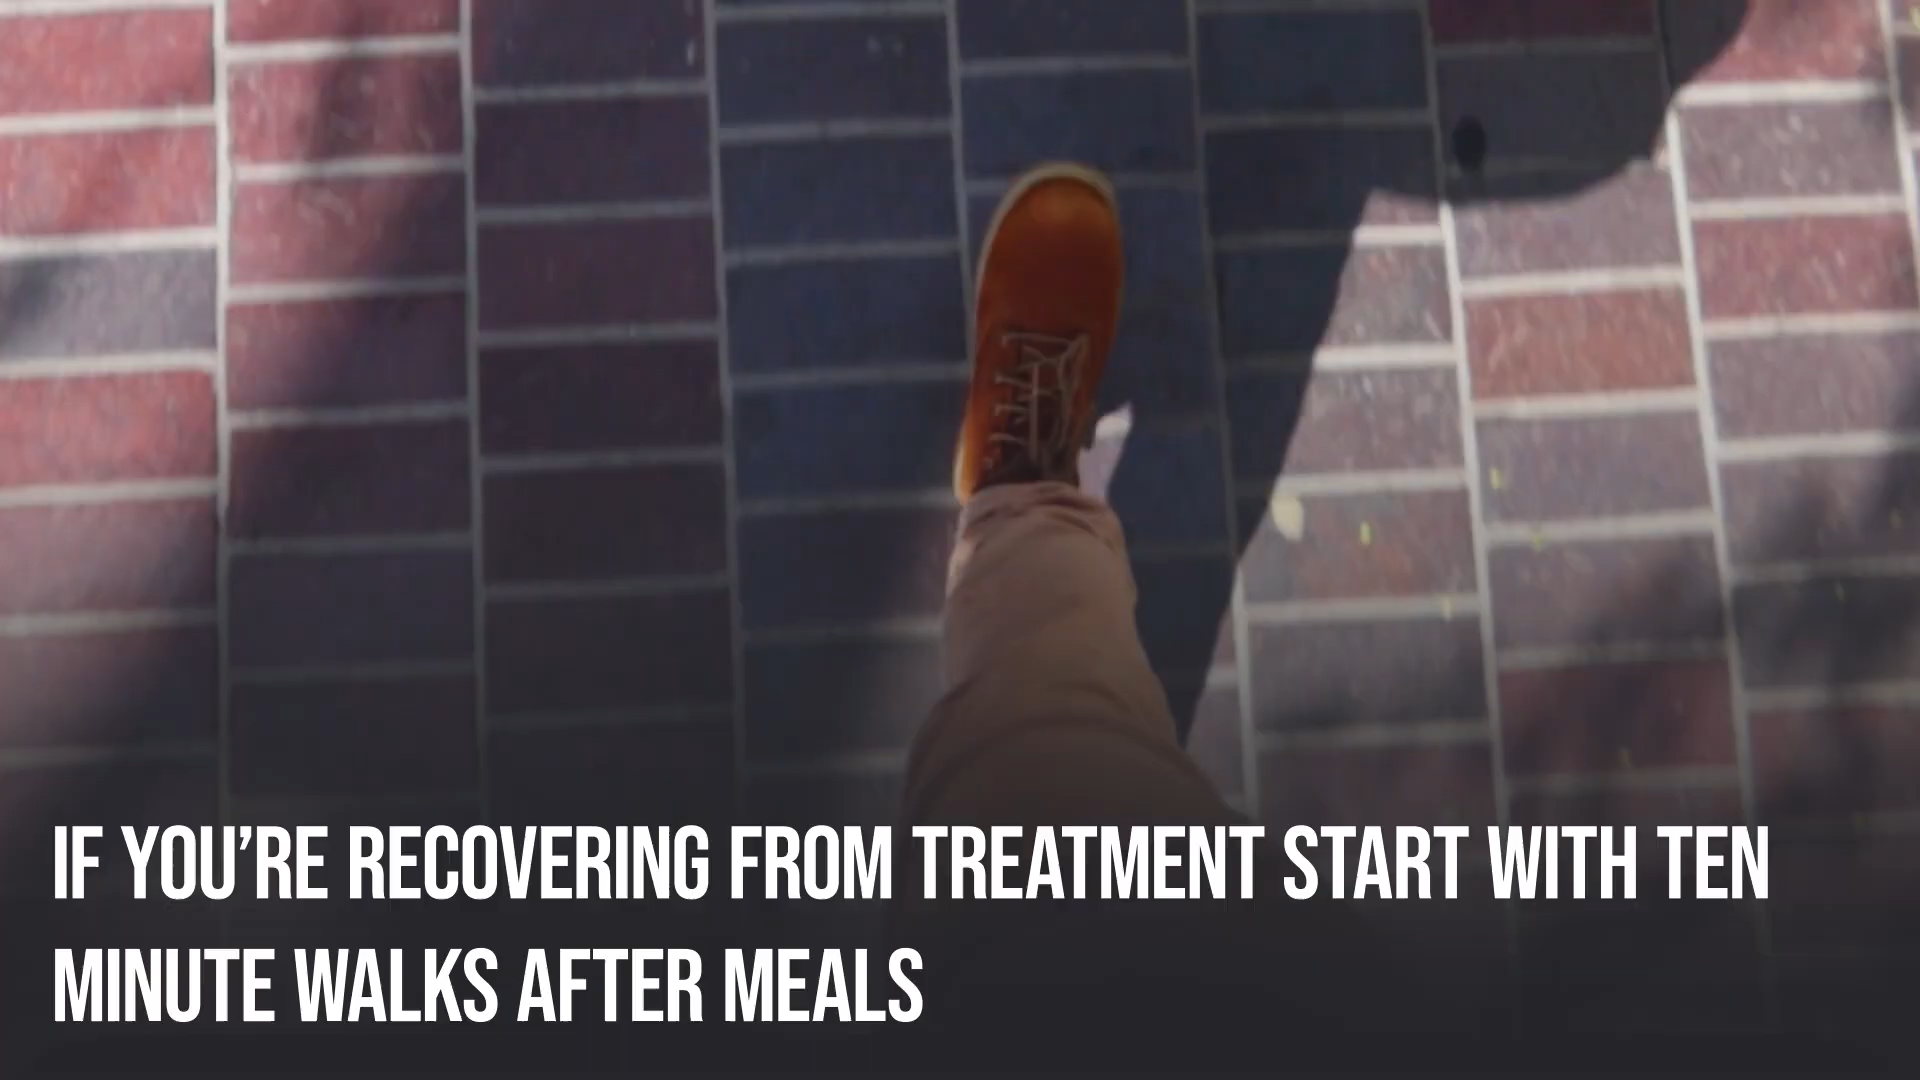 IF YOU’RE RECOVERING FROM TREATMENT START WITH TEN
MINUTE WALKS AFTER MEALS